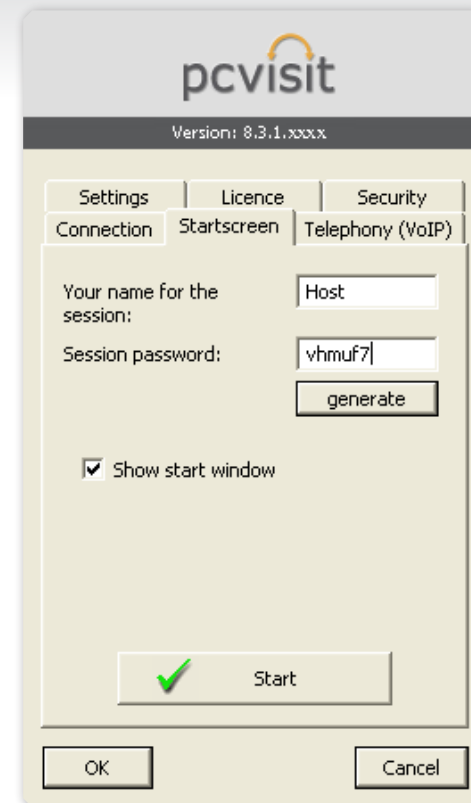 pcvisit
Version: 8.3.1.xxxx
Settings Licence Security
Connection Startscreen Telephony (VoIP)
Your name for the Host
session:
Session password: vhmuf7
generate
Show start window
Start
OK Cancel